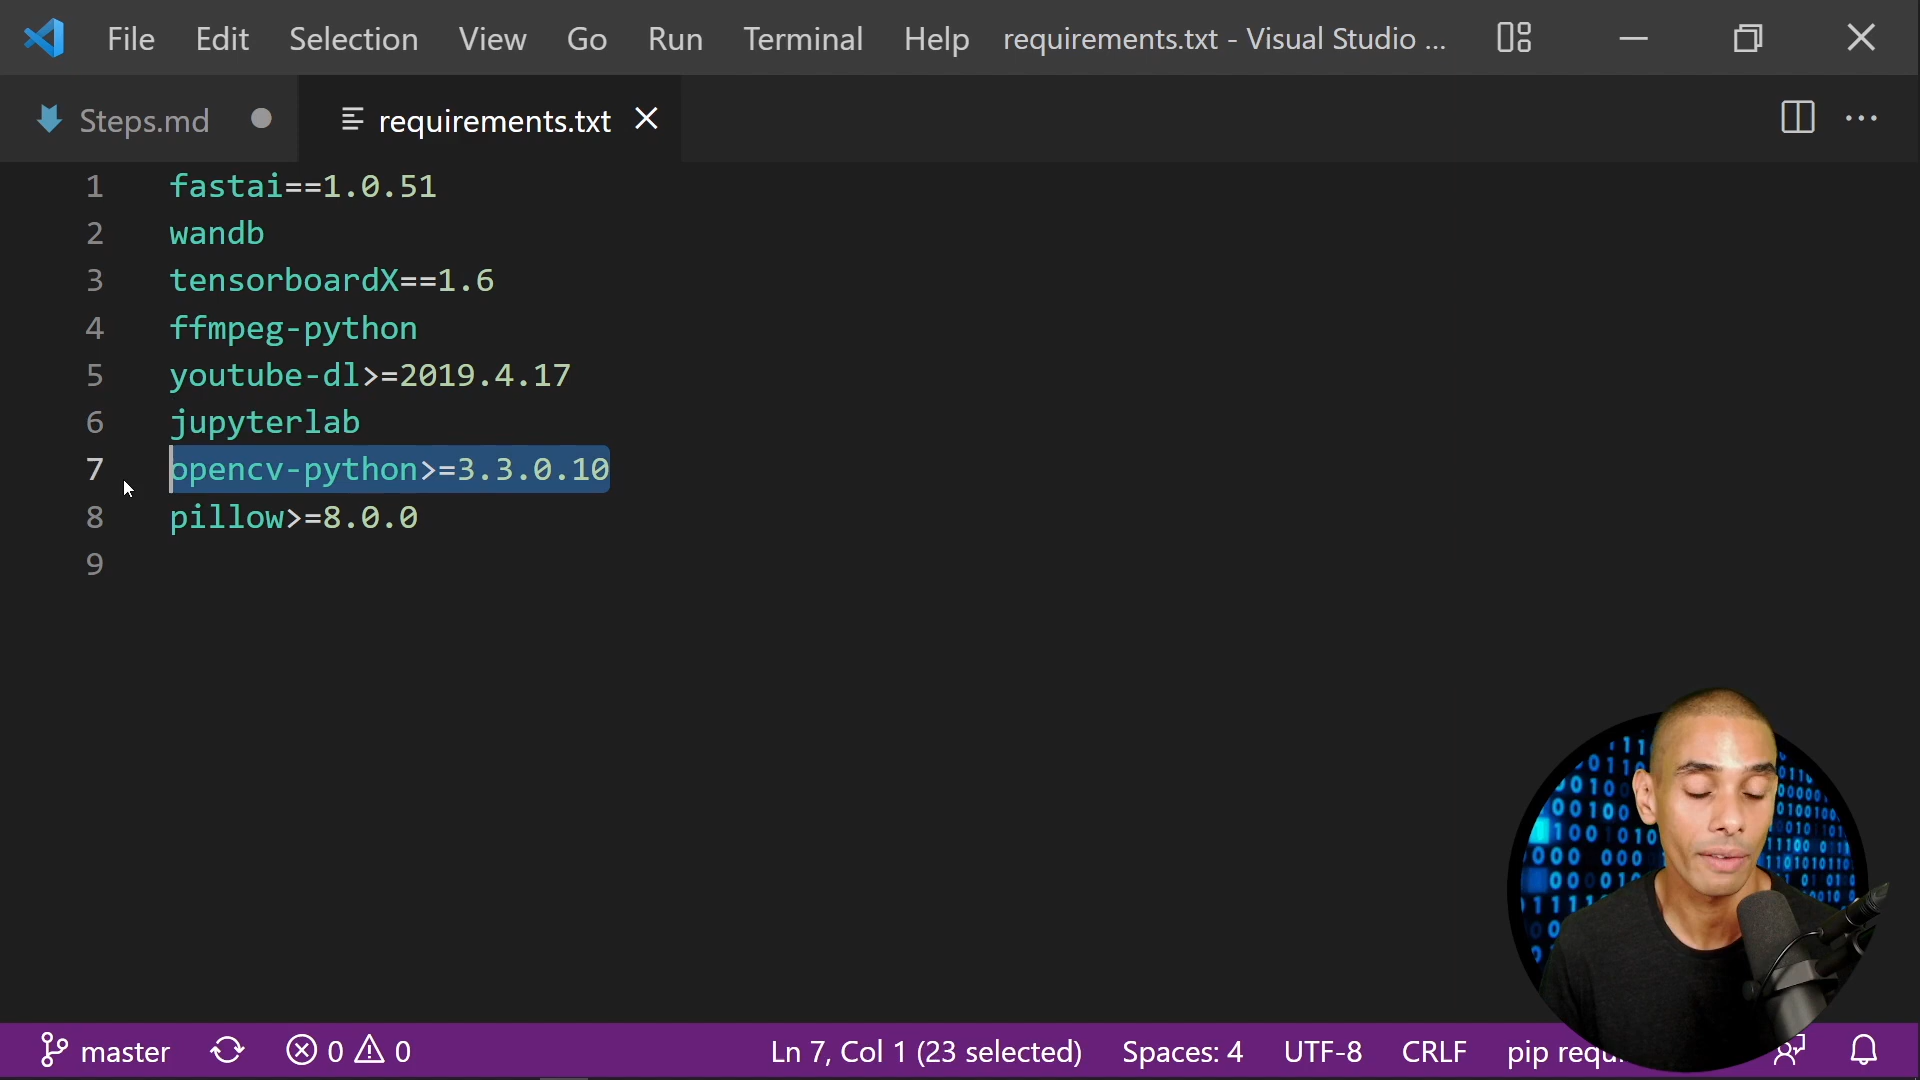 File Edit Selection View Go Run Terminal Help requirements.txt - Visual Studio ...
Steps.md requirements.txt
1 fastai==1.0.51
2 wandb
3 tensorboardX==1.6
4 ffmpeg-python
5 youtube-dl>=2019.4.17
6 jupyterlab
7 opencv-python>=3.3.0.10
8 pillow>=8.0.0
9
master 0 0 Ln 7, Col 1 (23 selected) Spaces: 4 UTF-8 CRLF pip